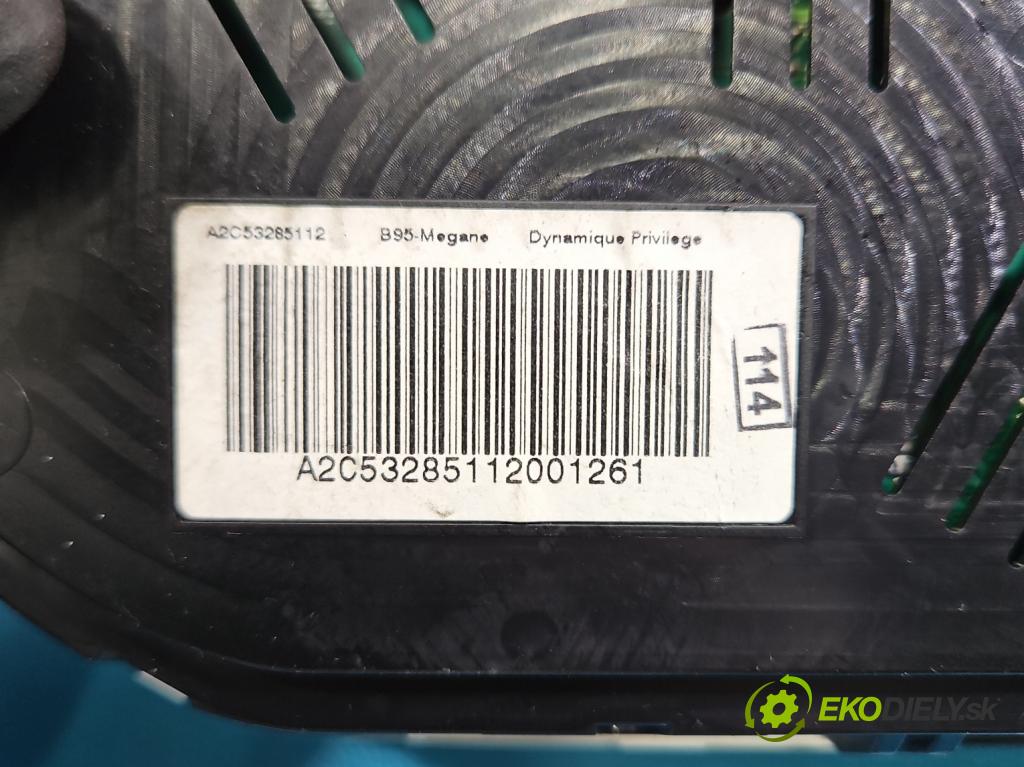 A2C53285112 B95-Megane Dynamique Privilege
114
A2C53285112001261
EKODIELY.sk